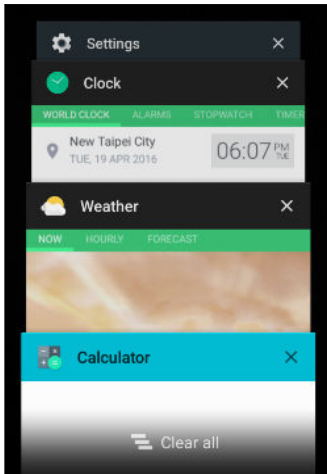 Settings
Clock
WORLD CLOCK ALARMS STOPWATCH TIMER
New Taipei City
TUE, 19 APR 2016
06:07 PM TUE
Weather
NOW HOURLY FORECAST
Calculator
Clear all